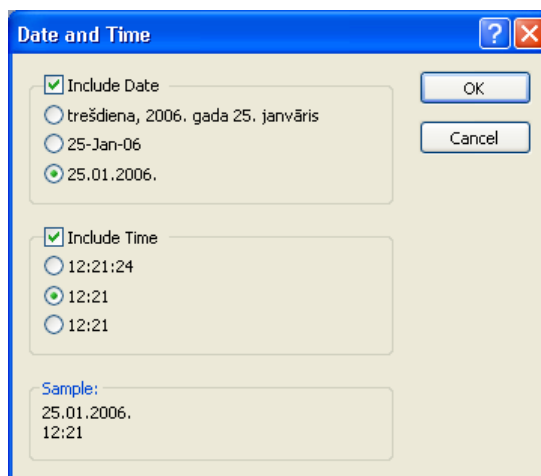 Date and Time
Include Date
OK
trešdiena, 2006. gada 25. janvāris
25-Jan-06
Cancel
25.01.2006.
Include Time
12:21:24
12:21
12:21
Sample:
25.01.2006.
12:21